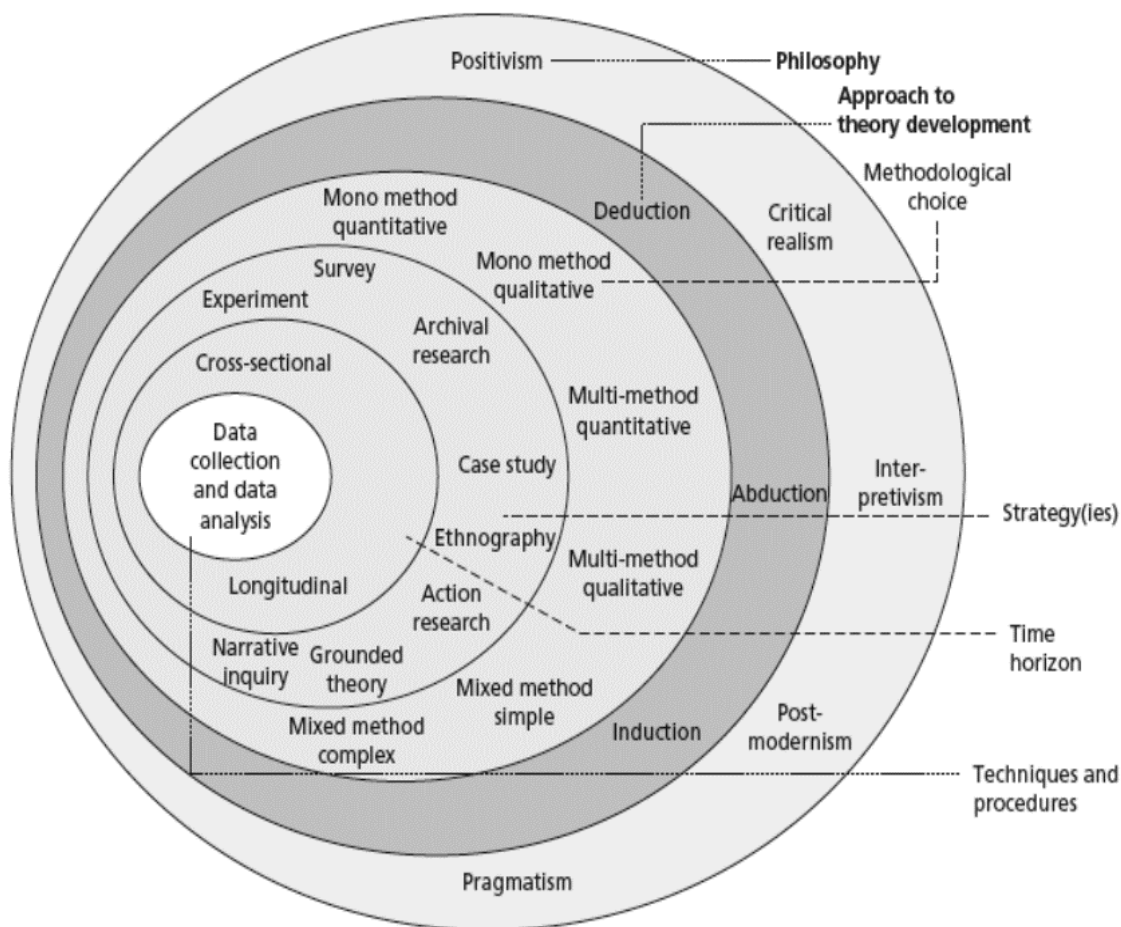 Positivism
Philosophy
Approach to
theory development
Methodological
choice
Mono method
quantitative
Deduction
Critical
realism
Mono method
qualitative
Survey
Experiment
Archival
research
Cross-sectional
Multi-method
quantitative
Data
collection
and data
analysis
Case study
Abduction
Inter-
pretivism
Strategy(ies)
Ethnography
Multi-method
qualitative
Longitudinal
Action
research
Time
horizon
Narrative
inquiry
Grounded
theory
Mixed method
simple
Mixed method
complex
Induction
Post-
modernism
Techniques and
procedures
Pragmatism